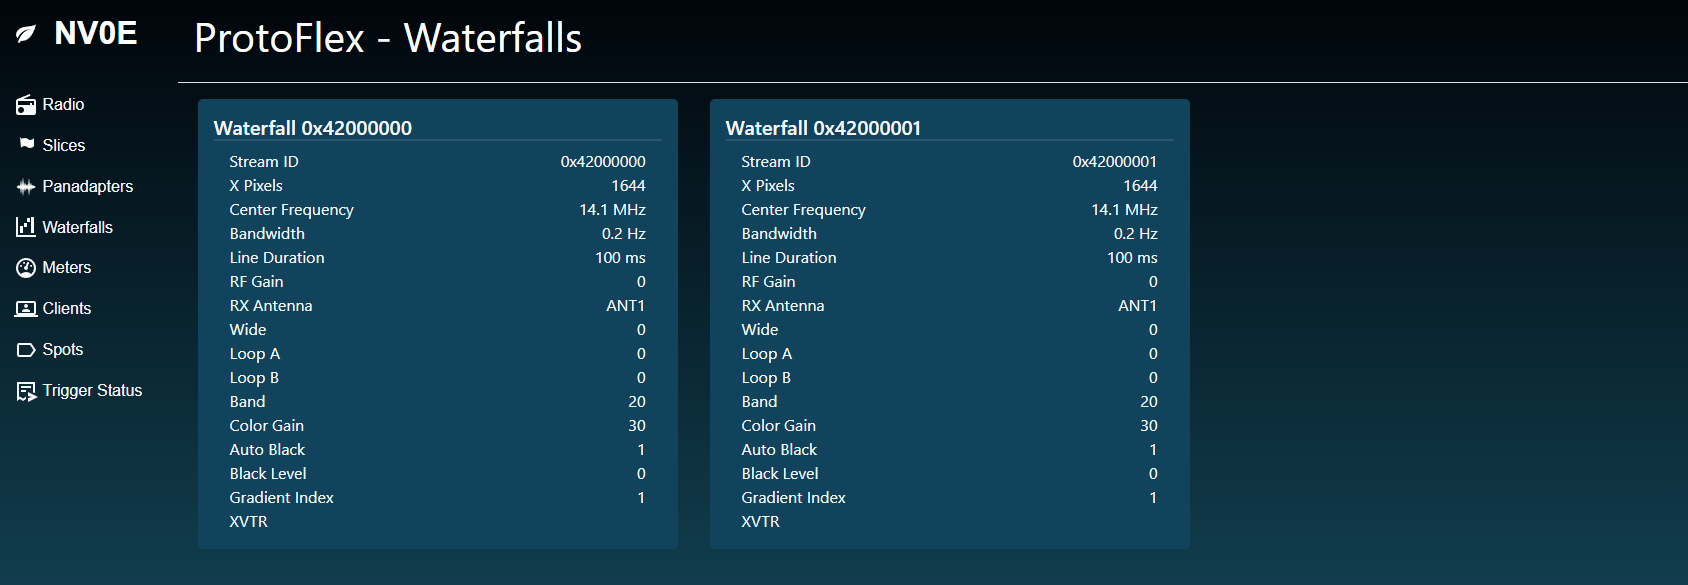 NV0E
ProtoFlex - Waterfalls
Radio
Slices
Panadapters
Waterfalls
Meters
Clients
Spots
Trigger Status
Waterfall 0x42000000
Stream ID 0x42000000
X Pixels 1644
Center Frequency 14.1 MHz
Bandwidth 0.2 Hz
Line Duration 100 ms
RF Gain 0
RX Antenna ANT1
Wide 0
Loop A 0
Loop B 0
Band 20
Color Gain 30
Auto Black 1
Black Level 0
Gradient Index 1
XVTR
Waterfall 0x42000001
Stream ID 0x42000001
X Pixels 1644
Center Frequency 14.1 MHz
Bandwidth 0.2 Hz
Line Duration 100 ms
RF Gain 0
RX Antenna ANT1
Wide 0
Loop A 0
Loop B 0
Band 20
Color Gain 30
Auto Black 1
Black Level 0
Gradient Index 1
XVTR